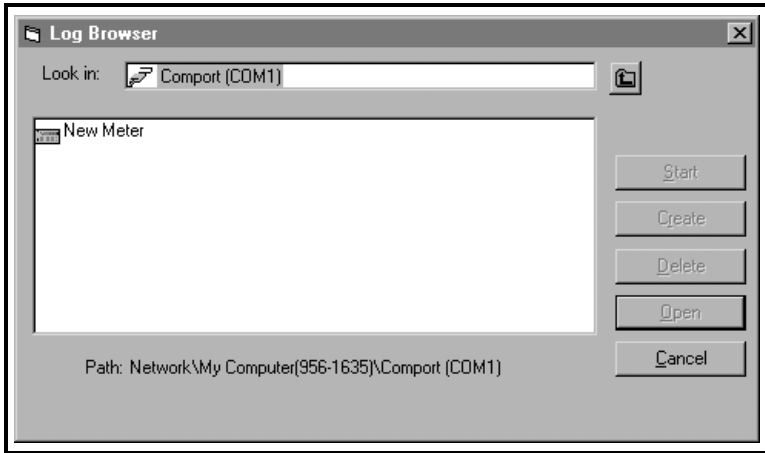 Log Browser
Look in: Comport (COM1)
New Meter
Start
Create
Delete
Open
Cancel
Path: Network\My Computer(956-1635)\Comport (COM1)